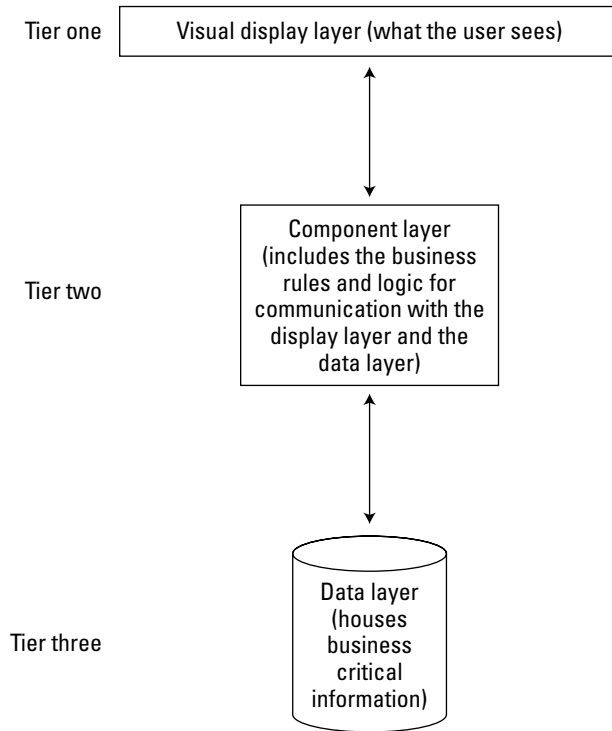 Tier one
Visual display layer (what the user sees)
Tier two
Component layer
(includes the business
rules and logic for
communication with the
display layer and the
data layer)
Tier three
Data layer
(houses
business
critical
information)